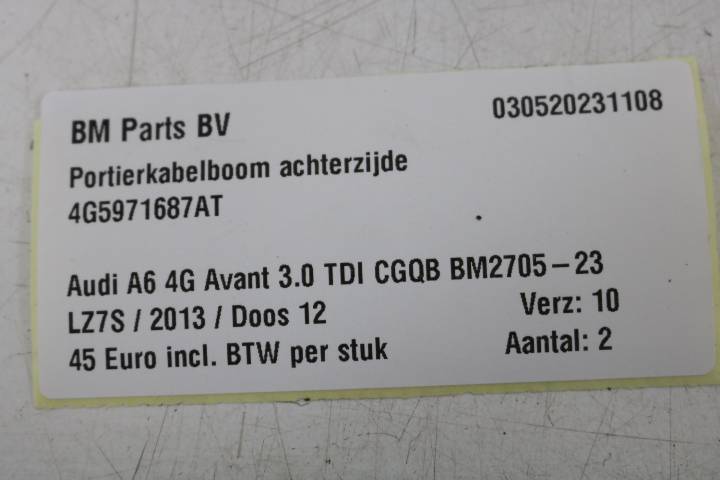 BM Parts BV 030520231108
Portierkabelboom achterzijde
4G5971687AT
Audi A6 4G Avant 3.0 TDI CGQB BM2705-23
LZ7S / 2013 / Doos 12 Verz: 10
45 Euro incl. BTW per stuk Aantal: 2